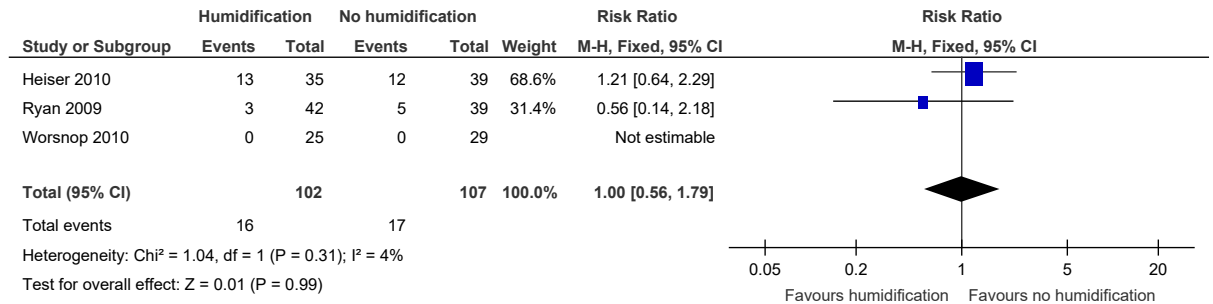 Humidification No humidification Risk Ratio Risk Ratio
Study or Subgroup Events Total Events Total Weight M-H, Fixed, 95% CI M-H, Fixed, 95% CI
Heiser 2010 13 35 12 39 68.6% 1.21 [0.64, 2.29]
Ryan 2009 3 42 5 39 31.4% 0.56 [0.14, 2.18]
Worsnop 2010 0 25 0 29 Not estimable
Total (95% CI) 102 107 100.0% 1.00 [0.56, 1.79]
Total events 16 17
Heterogeneity: Chi² = 1.04, df = 1 (P = 0.31); I² = 4%
Test for overall effect: Z = 0.01 (P = 0.99)
0.05 0.2 1 5 20
Favours humidification Favours no humidification